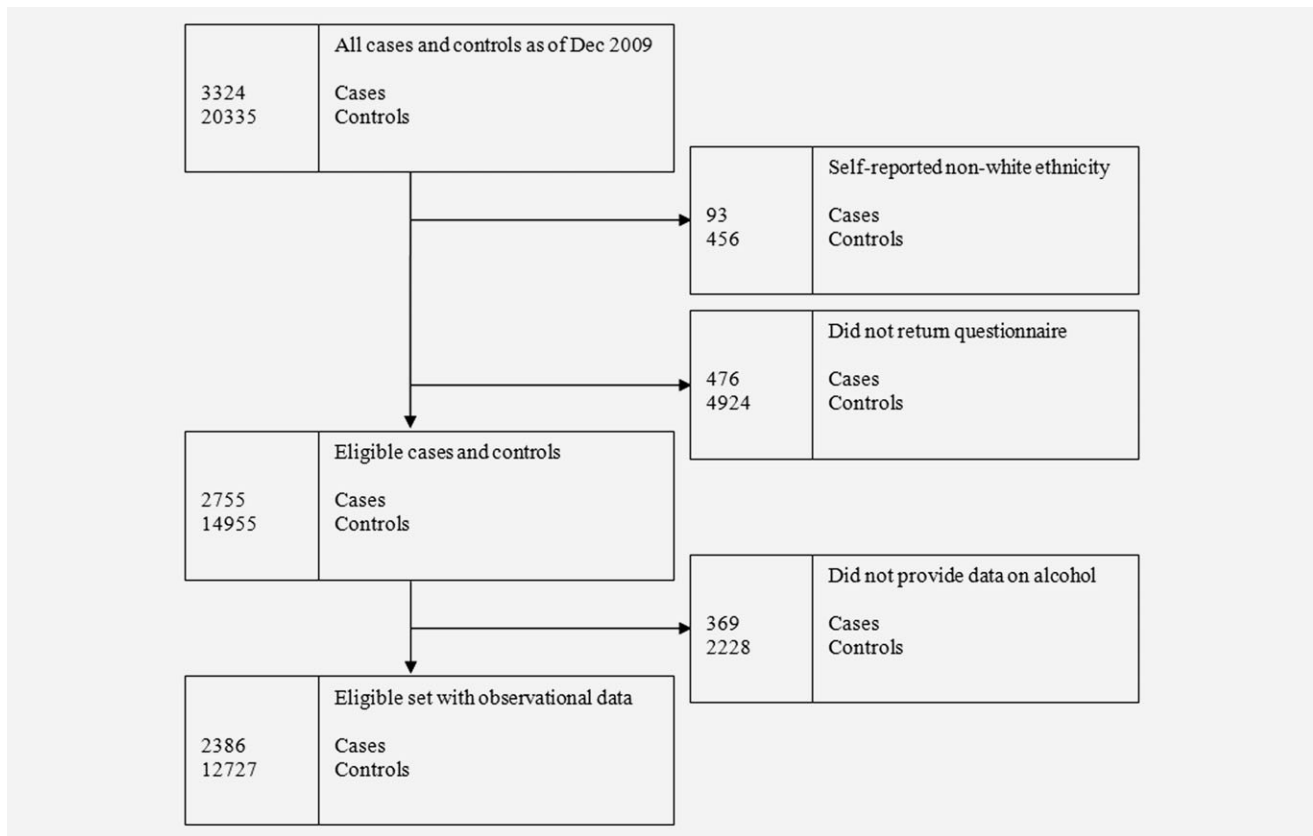 All cases and controls as of Dec 2009
3324 Cases
20335 Controls
Self-reported non-white ethnicity
93 Cases
456 Controls
Did not return questionnaire
476 Cases
4924 Controls
Eligible cases and controls
2755 Cases
14955 Controls
Did not provide data on alcohol
369 Cases
2228 Controls
Eligible set with observational data
2386 Cases
12727 Controls